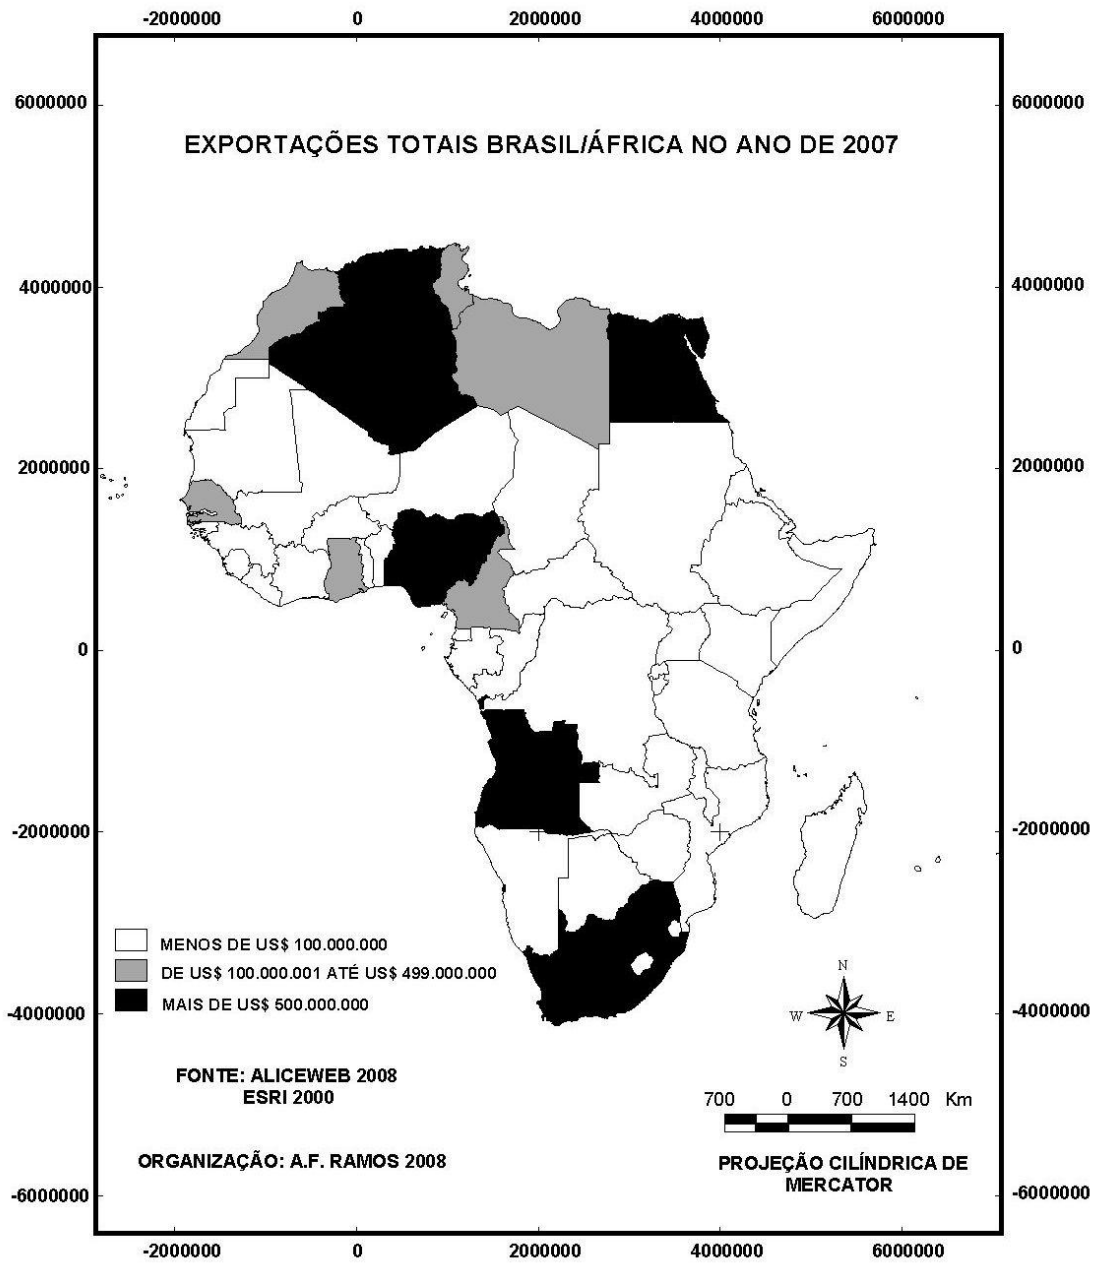 -2000000 0 2000000 4000000 6000000
6000000 6000000
EXPORTAÇÕES TOTAIS BRASIL/ÁFRICA NO ANO DE 2007
4000000 4000000
2000000 2000000
0 0
-2000000 -2000000
MENOS DE US$ 100.000.000
DE US$ 100.000.001 ATÉ US$ 499.000.000
MAIS DE US$ 500.000.000
N
W E
S
-4000000 -4000000
FONTE: ALICEWEB 2008
ESRI 2000
700 0 700 1400 Km
ORGANIZAÇÃO: A.F. RAMOS 2008
PROJEÇÃO CILÍNDRICA DE
MERCATOR
-6000000 -6000000
-2000000 0 2000000 4000000 6000000